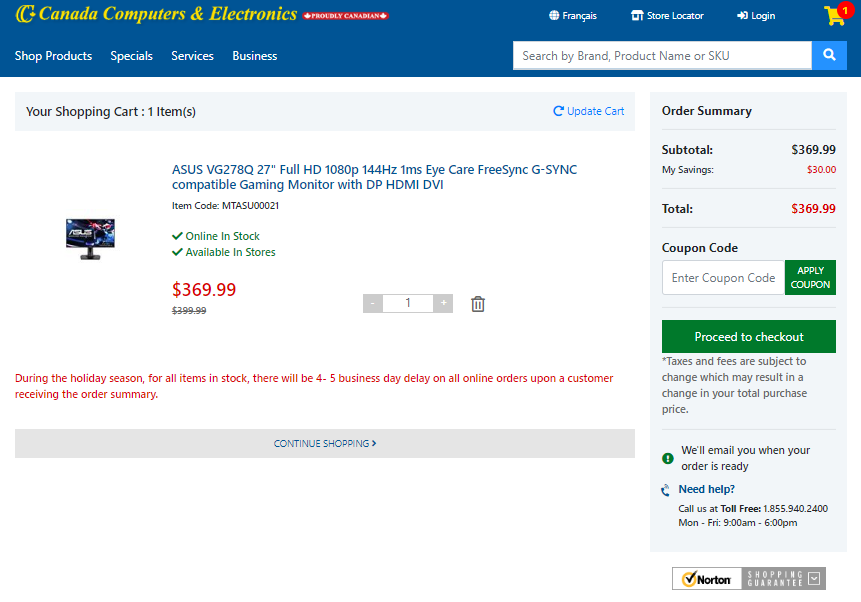 Canada Computers & Electronics PROUDLY CANADIAN
Français
Store Locator
Login
1
Shop Products
Specials
Services
Business
Search by Brand, Product Name or SKU
Your Shopping Cart : 1 Item(s)
Update Cart
ASUS VG278Q 27" Full HD 1080p 144Hz 1ms Eye Care FreeSync G-SYNC
compatible Gaming Monitor with DP HDMI DVI
Item Code: MTASU00021
ASUS
Online In Stock
Available In Stores
$369.99
$399.99
- 1 +
During the holiday season, for all items in stock, there will be 4- 5 business day delay on all online orders upon a customer
receiving the order summary.
CONTINUE SHOPPING
Order Summary
Subtotal: $369.99
My Savings: $30.00
Total: $369.99
Coupon Code
Enter Coupon Code
APPLY
COUPON
Proceed to checkout
*Taxes and fees are subject to
change which may result in a
change in your total purchase
price.
We'll email you when your
order is ready
Need help?
Call us at Toll Free: 1.855.940.2400
Mon - Fri: 9:00am - 6:00pm
Norton
SHOPPING
GUARANTEE